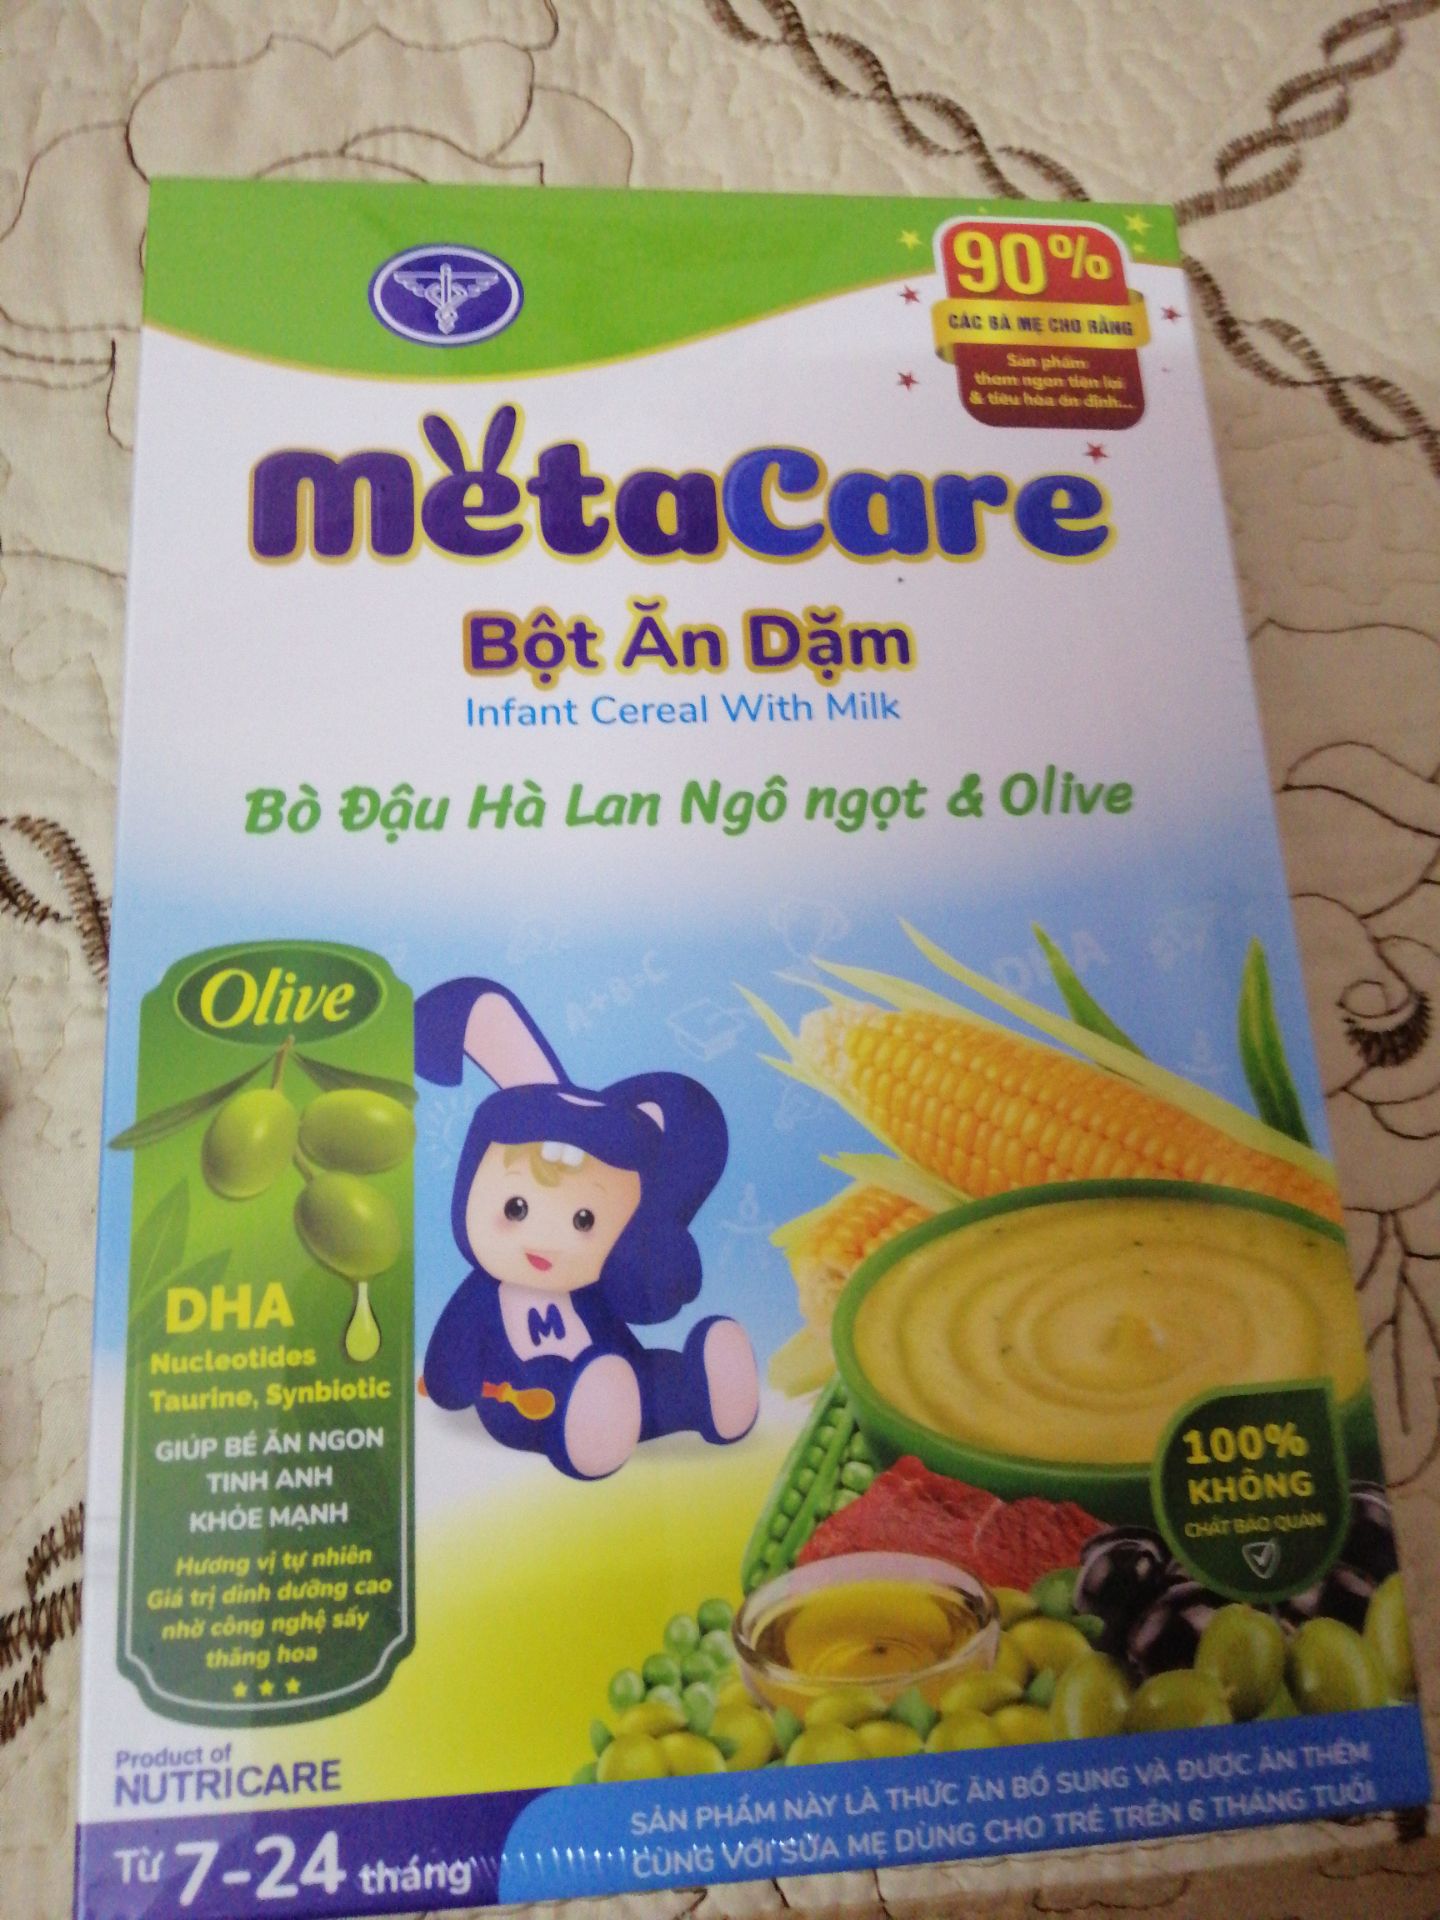 90%
CÁC BÀ MẸ CHO RẰNG
Sản phẩm
thơm ngon tiện lợi
& tiêu hóa ổn định...
metacare
Bột Ăn Dặm
Infant Cereal With Milk
Bò Đậu Hà Lan Ngô ngọt & Olive
DHA
A+B=C
Olive
DHA
Nucleotides
Taurine, Synbiotic
GIÚP BÉ ĂN NGON
TINH ANH
KHỎE MẠNH
Hương vị tự nhiên
Giá trị dinh dưỡng cao
nhờ công nghệ sấy
thăng hoa
M
100%
KHÔNG
CHẤT BẢO QUẢN
Product of
NUTRICARE
Từ 7-24 tháng
SẢN PHẨM NÀY LÀ THỨC ĂN BỔ SUNG VÀ ĐƯỢC ĂN THÊM
CÙNG VỚI SỮA MẸ DÙNG CHO TRẺ TRÊN 6 THÁNG TUỔI